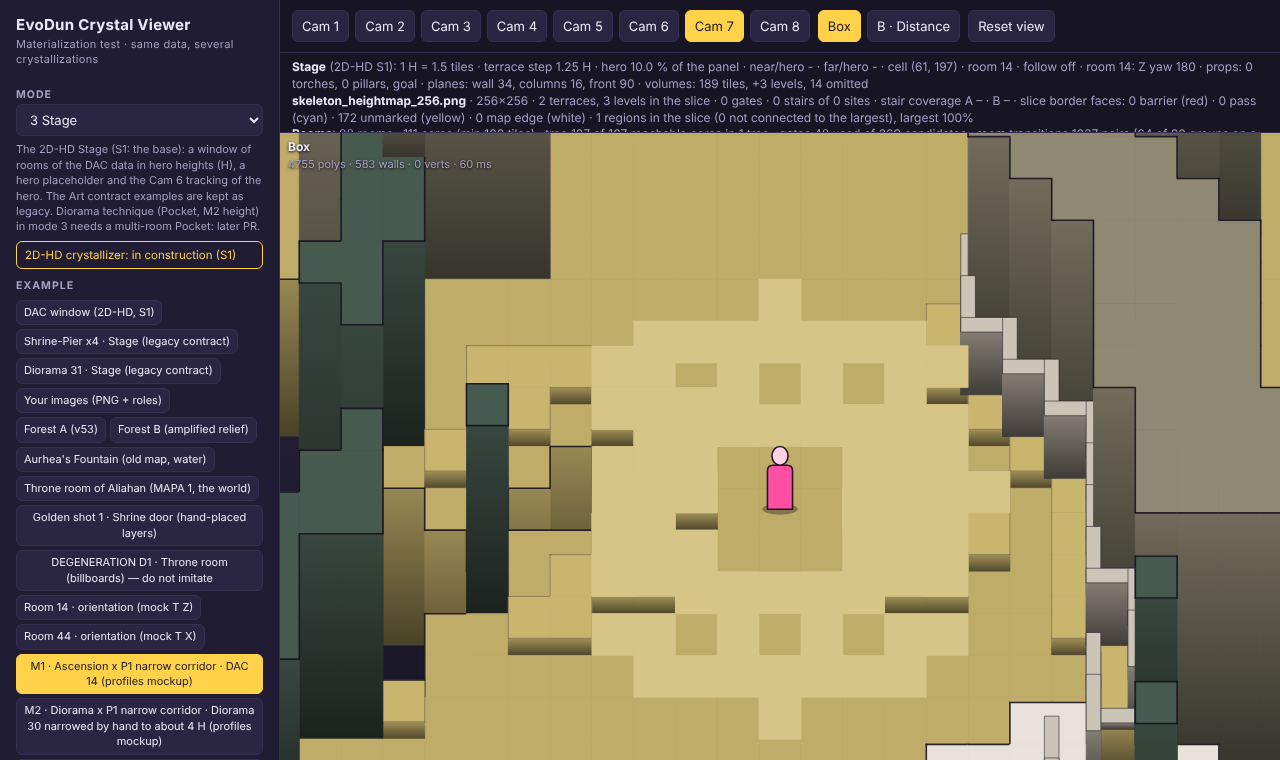 EvoDun Crystal Viewer
Materialization test · same data, several
crystallizations
MODE
3 Stage
The 2D-HD Stage (S1: the base): a window of
rooms of the DAC data in hero heights (H), a
hero placeholder and the Cam 6 tracking of the
hero. The Art contract examples are kept as
legacy. Diorama technique (Pocket, M2 height)
in mode 3 needs a multi-room Pocket: later PR.
2D-HD crystallizer: in construction (S1)
EXAMPLE
DAC window (2D-HD, S1)
Shrine-Pier x4 · Stage (legacy contract)
Diorama 31 · Stage (legacy contract)
Your images (PNG + roles)
Forest A (v53) Forest B (amplified relief)
Aurhea's Fountain (old map, water)
Throne room of Aliahan (MAPA 1, the world)
Golden shot 1 · Shrine door (hand-placed
layers)
DEGENERATION D1 · Throne room
(billboards) — do not imitate
Room 14 · orientation (mock T Z)
Room 44 · orientation (mock T X)
M1 · Ascension x P1 narrow corridor · DAC
14 (profiles mockup)
M2 · Diorama x P1 narrow corridor · Diorama
30 narrowed by hand to about 4 H (profiles
mockup)
Cam 1 Cam 2 Cam 3 Cam 4 Cam 5 Cam 6 Cam 7 Cam 8 Box B · Distance Reset view
Stage (2D-HD S1): 1 H = 1.5 tiles · terrace step 1.25 H · hero 10.0 % of the panel · near/hero - · far/hero - · cell (61, 197) · room 14 · follow off · room 14: Z yaw 180 · props: 0
torches, 0 pillars, goal · planes: wall 34, columns 16, front 90 · volumes: 189 tiles, +3 levels, 14 omitted
skeleton_heightmap_256.png · 256×256 · 2 terraces, 3 levels in the slice · 0 gates · 0 stairs of 0 sites · stair coverage A – · B – · slice border faces: 0 barrier (red) · 0 pass
(cyan) · 172 unmarked (yellow) · 0 map edge (white) · 1 regions in the slice (0 not connected to the largest), largest 100%
Box
4755 polys · 583 walls · 0 verts · 60 ms